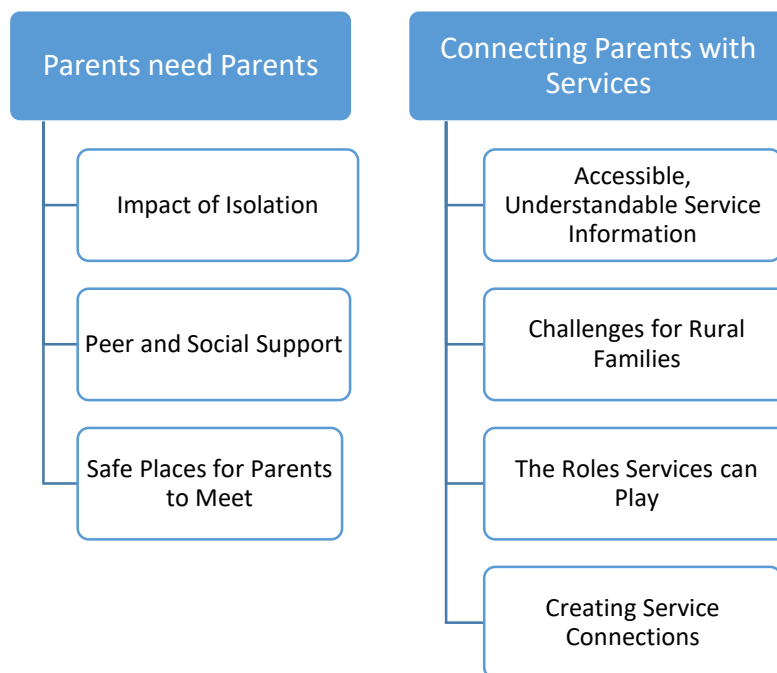 Parents need Parents
Impact of Isolation
Peer and Social Support
Safe Places for Parents
to Meet
Connecting Parents with
Services
Accessible,
Understandable Service
Information
Challenges for Rural
Families
The Roles Services can
Play
Creating Service
Connections